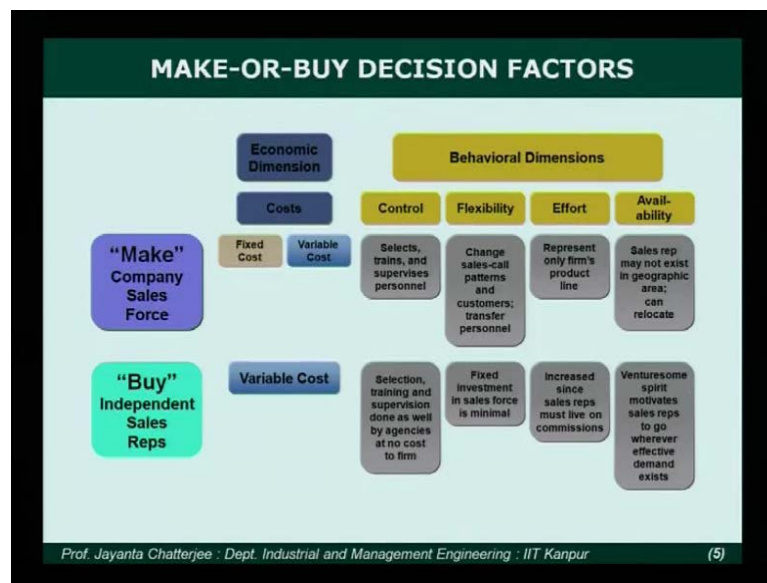 MAKE-OR-BUY DECISION FACTORS
Economic
Dimension
Behavioral Dimensions
Costs
Control
Flexibility
Effort
Avail-
ability
"Make"
Company
Sales
Force
Fixed
Cost
Variable
Cost
Selects,
trains, and
supervises
personnel
Change
sales-call
patterns
and
customers;
transfer
personnel
Represent
only firm's
product
line
Sales rep
may not exist
in geographic
area;
can
relocate
"Buy"
Independent
Sales
Reps
Variable Cost
Selection,
training and
supervision
done as well
by agencies
at no cost
to firm
Fixed
investment
in sales force
is minimal
Increased
since
sales reps
must live on
commissions
Venturesome
spirit
motivates
sales reps
to go
wherever
effective
demand
exists
Prof. Jayanta Chatterjee : Dept. Industrial and Management Engineering : IIT Kanpur
(5)